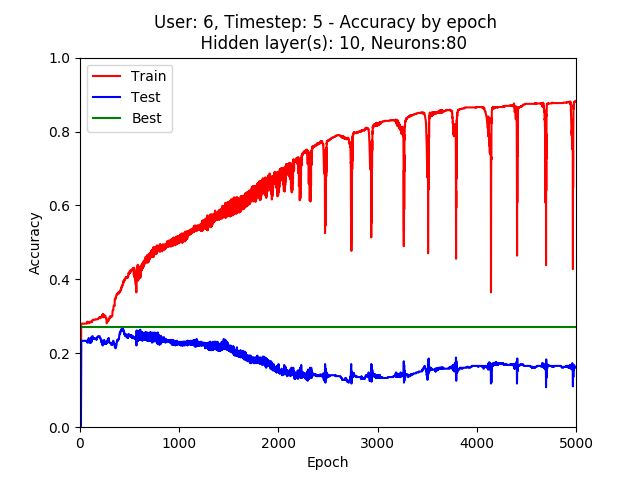 User: 6, Timestep: 5 - Accuracy by epoch
Hidden layer(s): 10, Neurons:80
1.0
Train
Test
Best
0.8
0.6
Accuracy
0.4
0.2
0.0
0 1000 2000 3000 4000 5000
Epoch